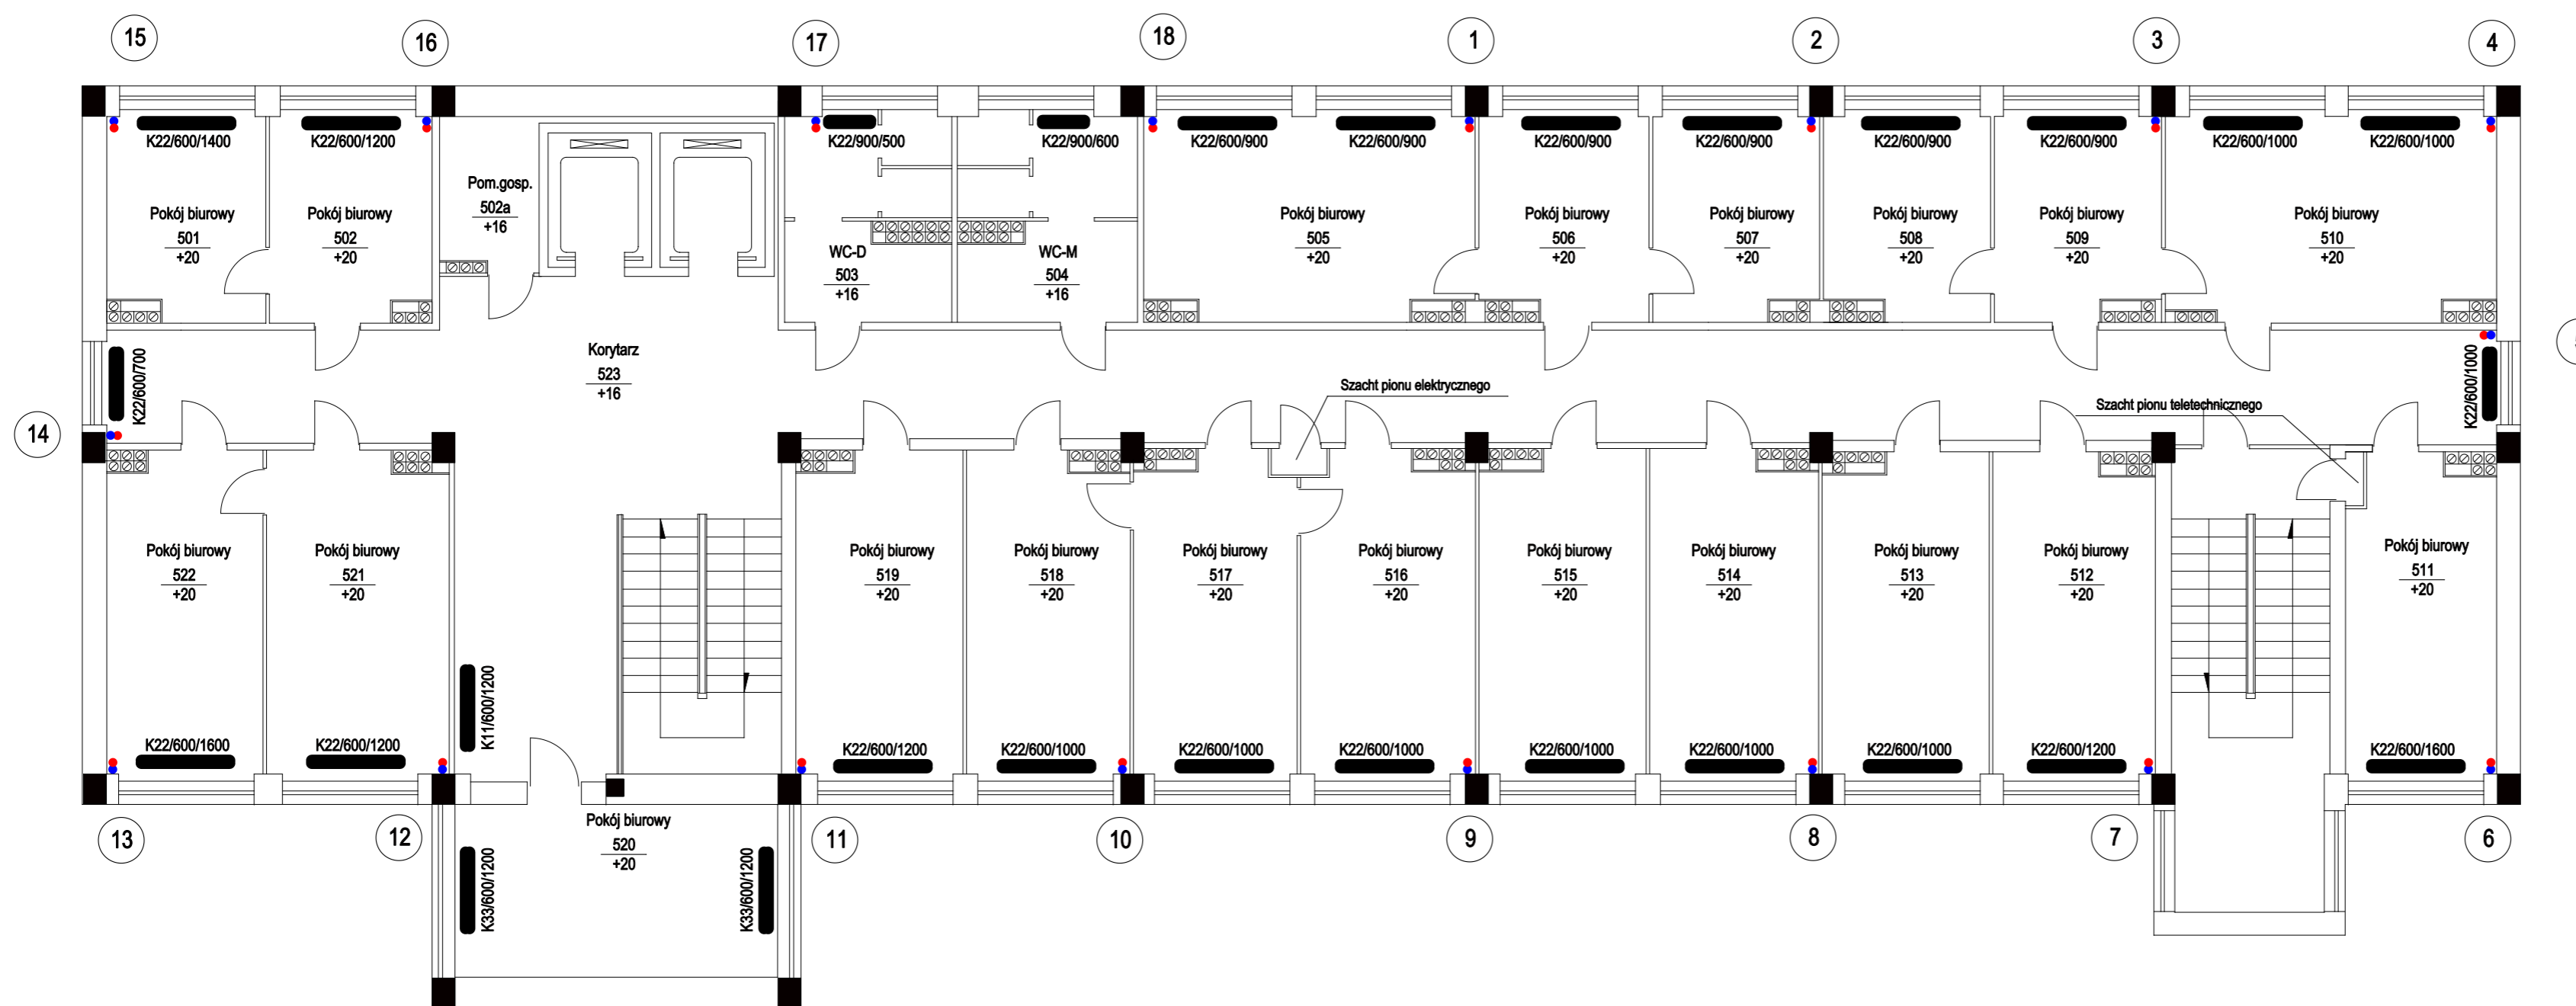 15
16
17
18
1
2
3
4
K22/600/1400
K22/600/1200
K22/900/500
K22/900/600
K22/600/900
K22/600/900
K22/600/900
K22/600/900
K22/600/900
K22/600/900
K22/600/1000
K22/600/1000
Pokój biurowy
501
+20
Pokój biurowy
502
+20
Pom.gosp.
502a
+16
WC-D
503
+16
WC-M
504
+16
Pokój biurowy
505
+20
Pokój biurowy
506
+20
Pokój biurowy
507
+20
Pokój biurowy
508
+20
Pokój biurowy
509
+20
Pokój biurowy
510
+20
K22/600/700
Korytarz
523
+16
Szacht pionu elektrycznego
Szacht pionu teletechnicznego
K22/600/1000
14
Pokój biurowy
522
+20
Pokój biurowy
521
+20
Pokój biurowy
519
+20
Pokój biurowy
518
+20
Pokój biurowy
517
+20
Pokój biurowy
516
+20
Pokój biurowy
515
+20
Pokój biurowy
514
+20
Pokój biurowy
513
+20
Pokój biurowy
512
+20
Pokój biurowy
511
+20
K22/600/1600
K22/600/1200
K11/600/1200
K22/600/1200
K22/600/1000
K22/600/1000
K22/600/1000
K22/600/1000
K22/600/1000
K22/600/1000
K22/600/1200
K22/600/1600
13
12
Pokój biurowy
520
+20
K33/600/1200
K33/600/1200
11
10
9
8
7
6